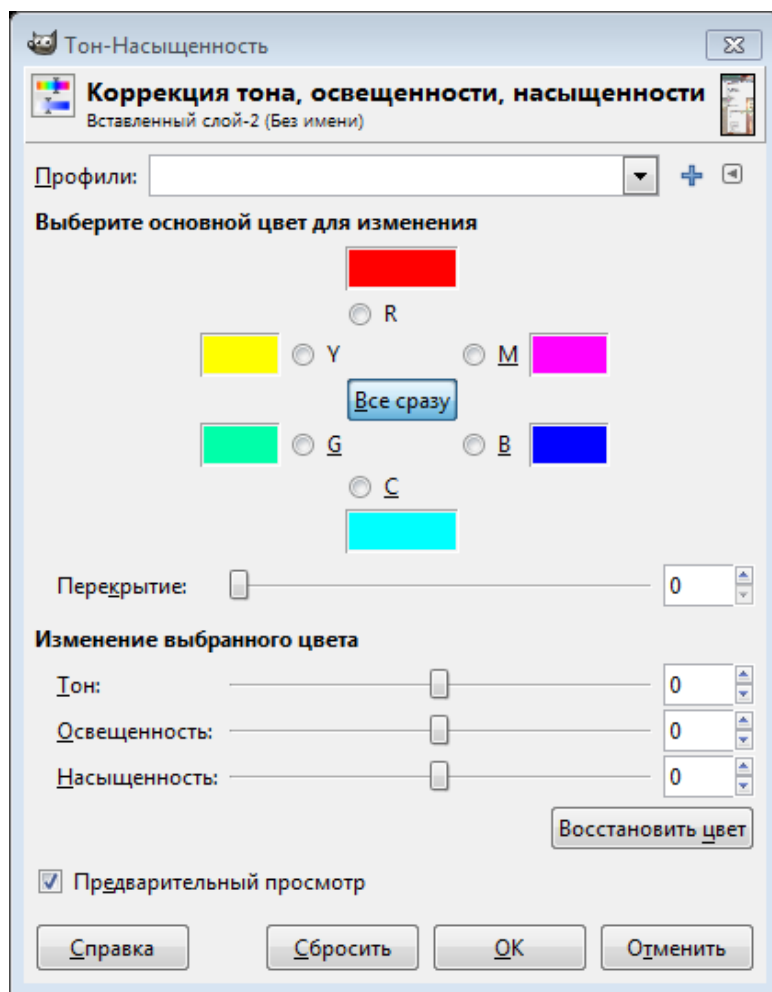 Тон-Насыщенность
Коррекция тона, освещенности, насыщенности
Вставленный слой-2 (Без имени)
Профили:
Выберите основной цвет для изменения
R
Y M
Все сразу
G B
C
Перекрытие: 0
Изменение выбранного цвета
Тон: 0
Освещенность: 0
Насыщенность: 0
Восстановить цвет
Предварительный просмотр
Справка Сбросить OK Отменить